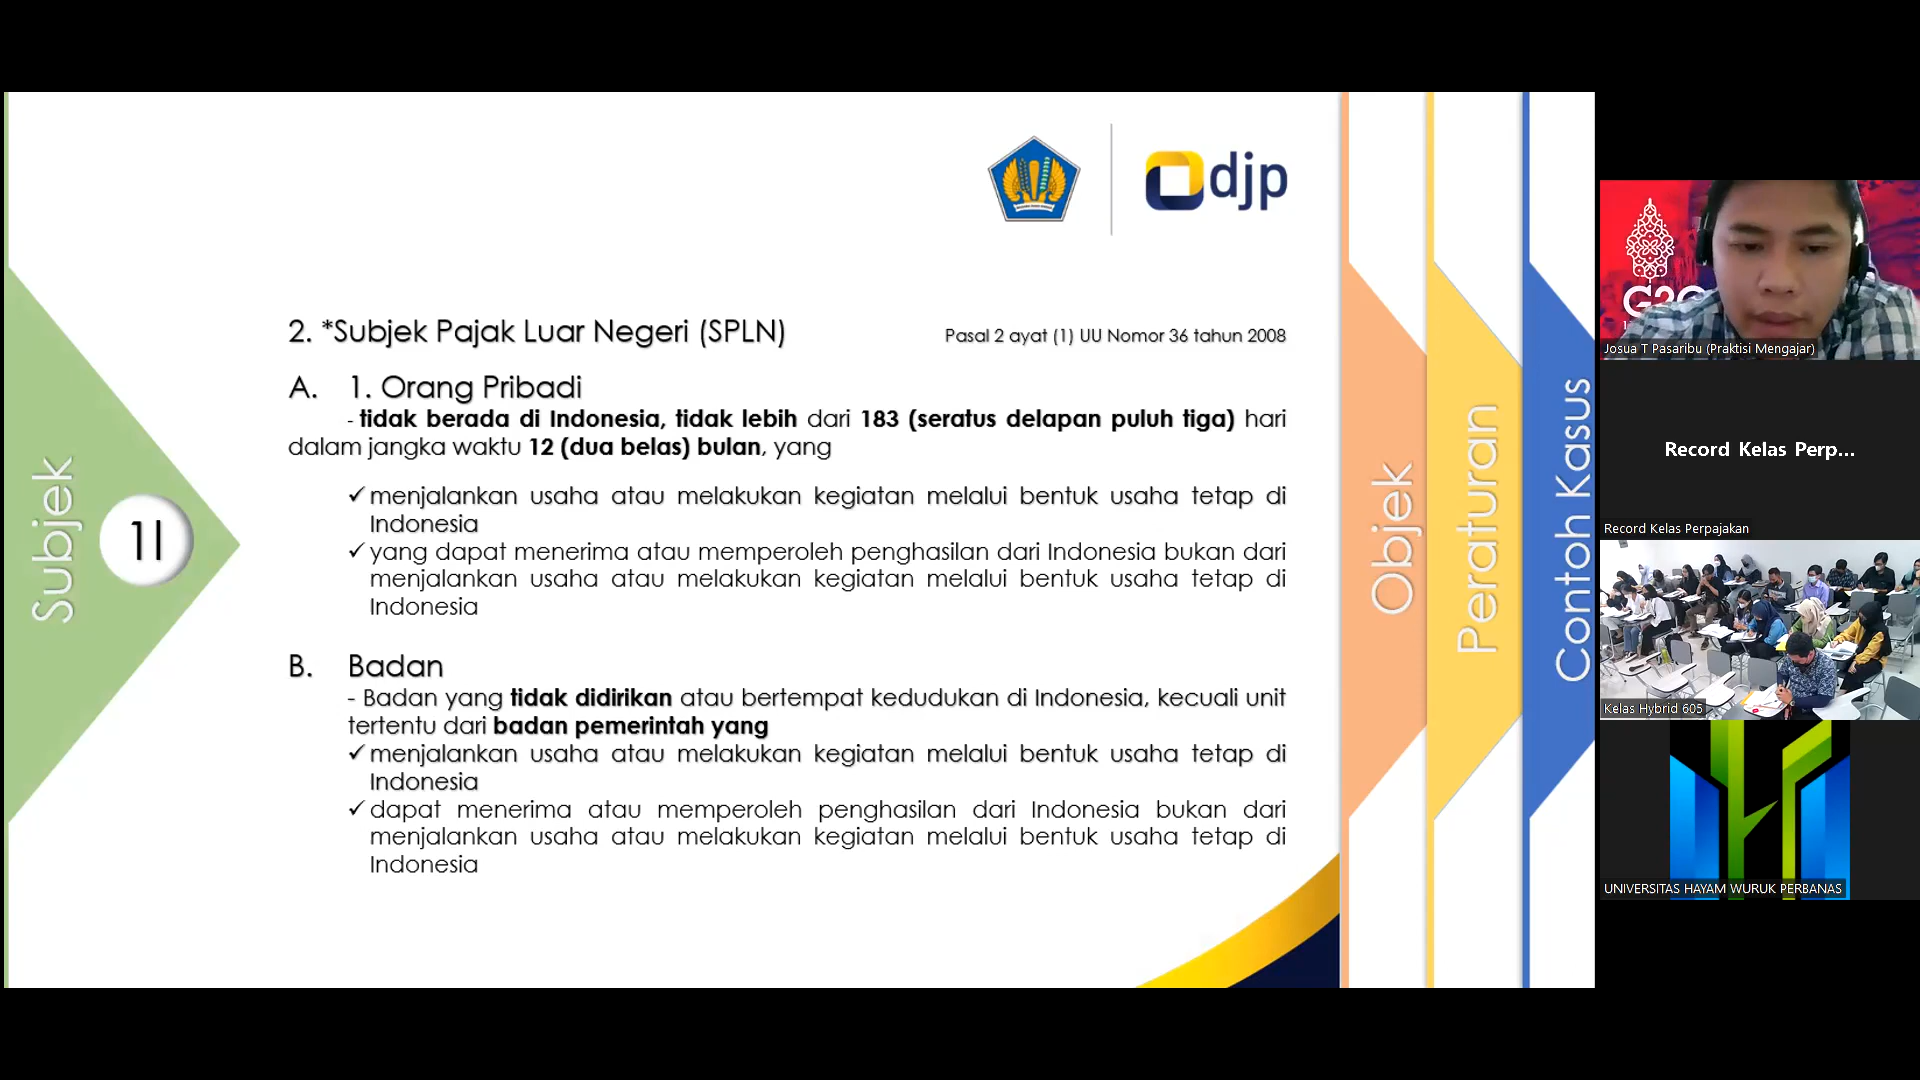 djp
2. *Subjek Pajak Luar Negeri (SPLN)
Pasal 2 ayat (1) UU Nomor 36 tahun 2008
A. 1. Orang Pribadi
- tidak berada di Indonesia, tidak lebih dari 183 (seratus delapan puluh tiga) hari
dalam jangka waktu 12 (dua belas) bulan, yang
✓ menjalankan usaha atau melakukan kegiatan melalui bentuk usaha tetap di
Indonesia
✓ yang dapat menerima atau memperoleh penghasilan dari Indonesia bukan dari
menjalankan usaha atau melakukan kegiatan melalui bentuk usaha tetap di
Indonesia
B. Badan
- Badan yang tidak didirikan atau bertempat kedudukan di Indonesia, kecuali unit
tertentu dari badan pemerintah yang
✓ menjalankan usaha atau melakukan kegiatan melalui bentuk usaha tetap di
Indonesia
✓ dapat menerima atau memperoleh penghasilan dari Indonesia bukan dari
menjalankan usaha atau melakukan kegiatan melalui bentuk usaha tetap di
Indonesia
Subjek
1l
Objek
Peraturan
Contoh Kasus
Josua T Pasaribu (Praktisi Mengajar)
Record Kelas Perp...
Record Kelas Perpajakan
Kelas Hybrid 605
UNIVERSITAS HAYAM WURUK PERBANAS